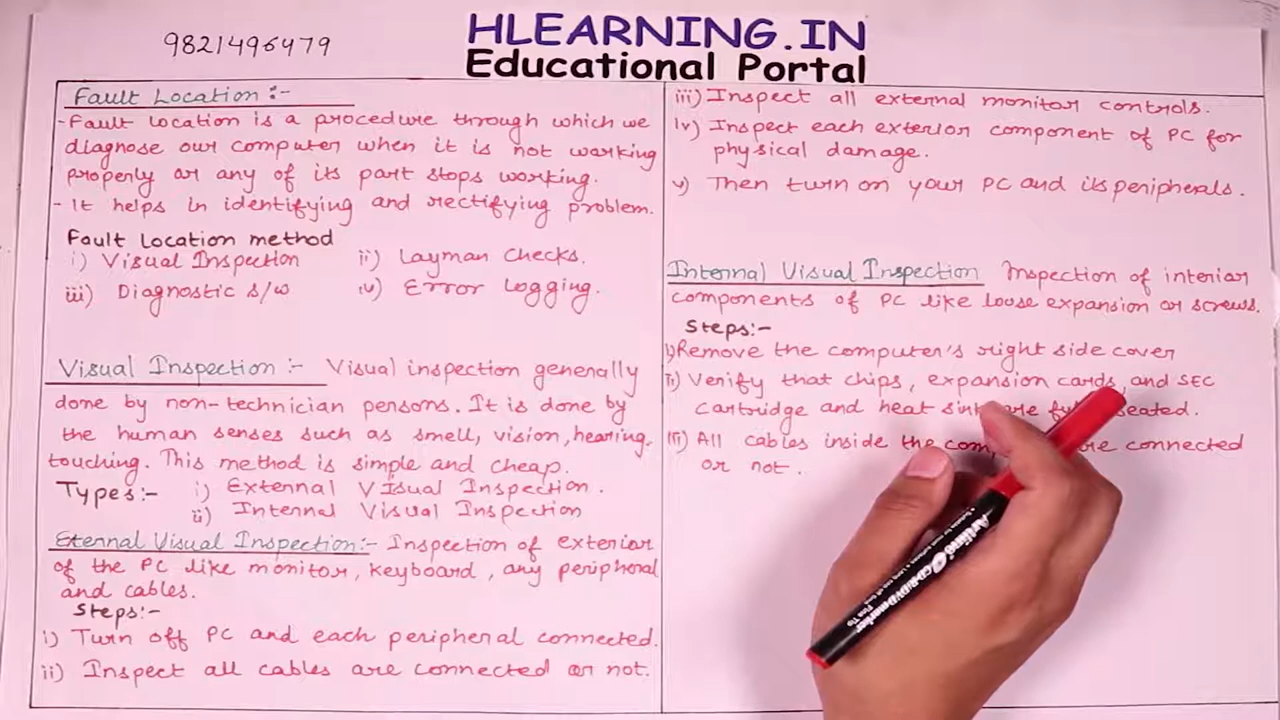 9821496479
HLEARNING.IN
Educational Portal
Fault Location :-
- Fault location is a procedure through which we
diagnose our computer when it is not working
properly or any of its part stops working.
- It helps in identifying and rectifying problem.
Fault Location method
i) Visual Inspection ii) Layman Checks.
iii) Diagnostic s/w iv) Error Logging.
Visual Inspection :- Visual inspection generally
done by non-technician persons. It is done by
the human senses such as smell, vision, hearing.
touching. This method is simple and cheap.
Types:- i) External Visual Inspection.
ii) Internal Visual Inspection
Eternal Visual Inspection:- Inspection of exterior
of the PC like monitor, keyboard, any peripheral
and cables.
Steps:-
i) Turn off PC and each peripheral connected.
ii) Inspect all cables are connected or not.
iii) Inspect all external monitor controls.
iv) Inspect each exterior component of PC for
physical damage.
v) Then turn on your PC and its peripherals.
Internal Visual Inspection Inspection of interior
components of PC like loose expansion or screws.
Steps:-
i) Remove the computer's right side cover
ii) Verify that chips, expansion cards, and SEC
Cartridge and heat sink seated.
iii) All cables inside the connected
or not.
Artline
CD-R/DVD marker